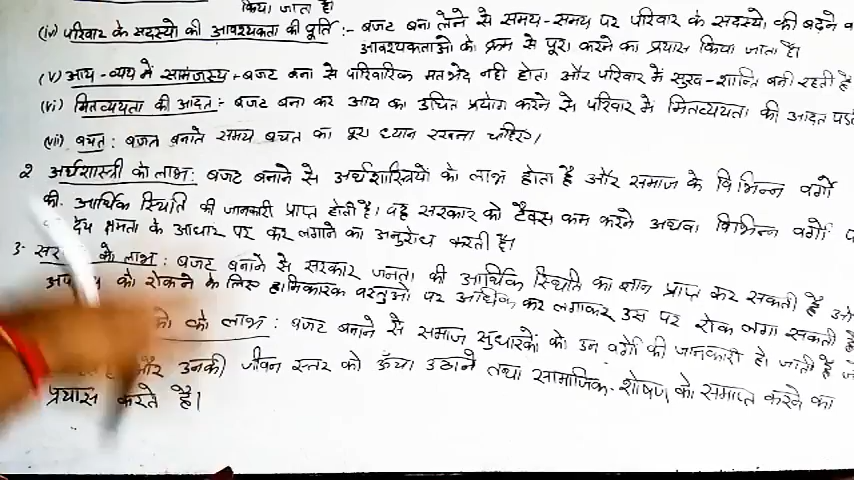 किया जाता है।
(iv) परिवार के सदस्यो की आवश्यकता की पूर्ति :- बजट बना लेने से समय-समय पर परिवार के सदस्यो की बढ़ने व
आवश्यकताओ को क्रम से पूरा करने का प्रयास किया जाता है।
(v) आय-व्यय में सामंजस्य :- बजट बना से पारिवारिक मतभेद नही होता और परिवार में सुख-शान्ति बनी रहती है
(vi) मितव्ययता की आदत :- बजट बना कर आय का उचित प्रयोग करने से परिवार में मितव्ययता की आदत पड़ती
(vii) बचत : बजत बनाते समय बचत का पूरा ध्यान रखना चाहिए।
2 अर्थशास्त्री को लाभ : बजट बनाने से अर्थशास्त्रियों को लाभ होता है और समाज के विभिन्न वर्गो
की आर्थिक स्थिति की जानकारी प्राप्त होती है। वह सरकार को टैक्स कम करने अथवा विभिन्न वर्गो प
देय क्षमता के आधार पर कर लगाने का अनुरोध करती है।
3 को लाभ : बजट बनाने से सरकार जनता की आर्थिक स्थिति का ज्ञान प्राप्त कर सकती है औ
को रोकने के लिए हानिकारक वस्तुओ पर अधिक कर लगाकर उस पर रोक लगा सकती है
को लाभ : बजट बनाने से समाज सुधारकों को उन वर्गो की जानकारी हो जाती है ज
और उनकी जीवन स्तर को ऊँचा उठाने तथा सामाजिक शोषण को समाप्त करने का
प्रयास करते है।